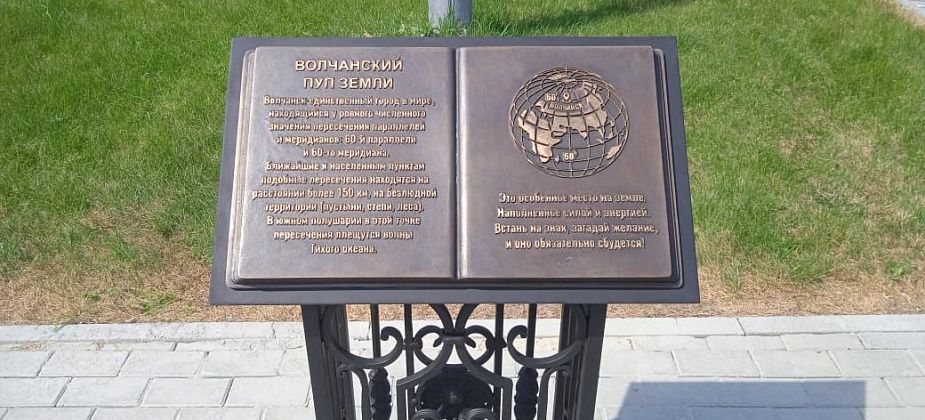 ВОЛЧАНСКИЙ
ПУП ЗЕМЛИ
Волчанск единственный город в мире,
находящийся у ровного численного
значения пересечения параллелей
и меридианов: 60-й параллели
и 60-го меридиана.
Ближайшие к населенным пунктам
подобные пересечения находятся на
расстоянии более 150 км, на безлюдной
территории (пустыни, степи, леса).
В южном полушарии в этой точке
пересечения плещутся волны
Тихого океана.
60°
ВОЛЧАНСК
60°
Это особенное место на земле,
Наполненное силой и энергией.
Встань на знак, загадай желание,
и оно обязательно сбудется!